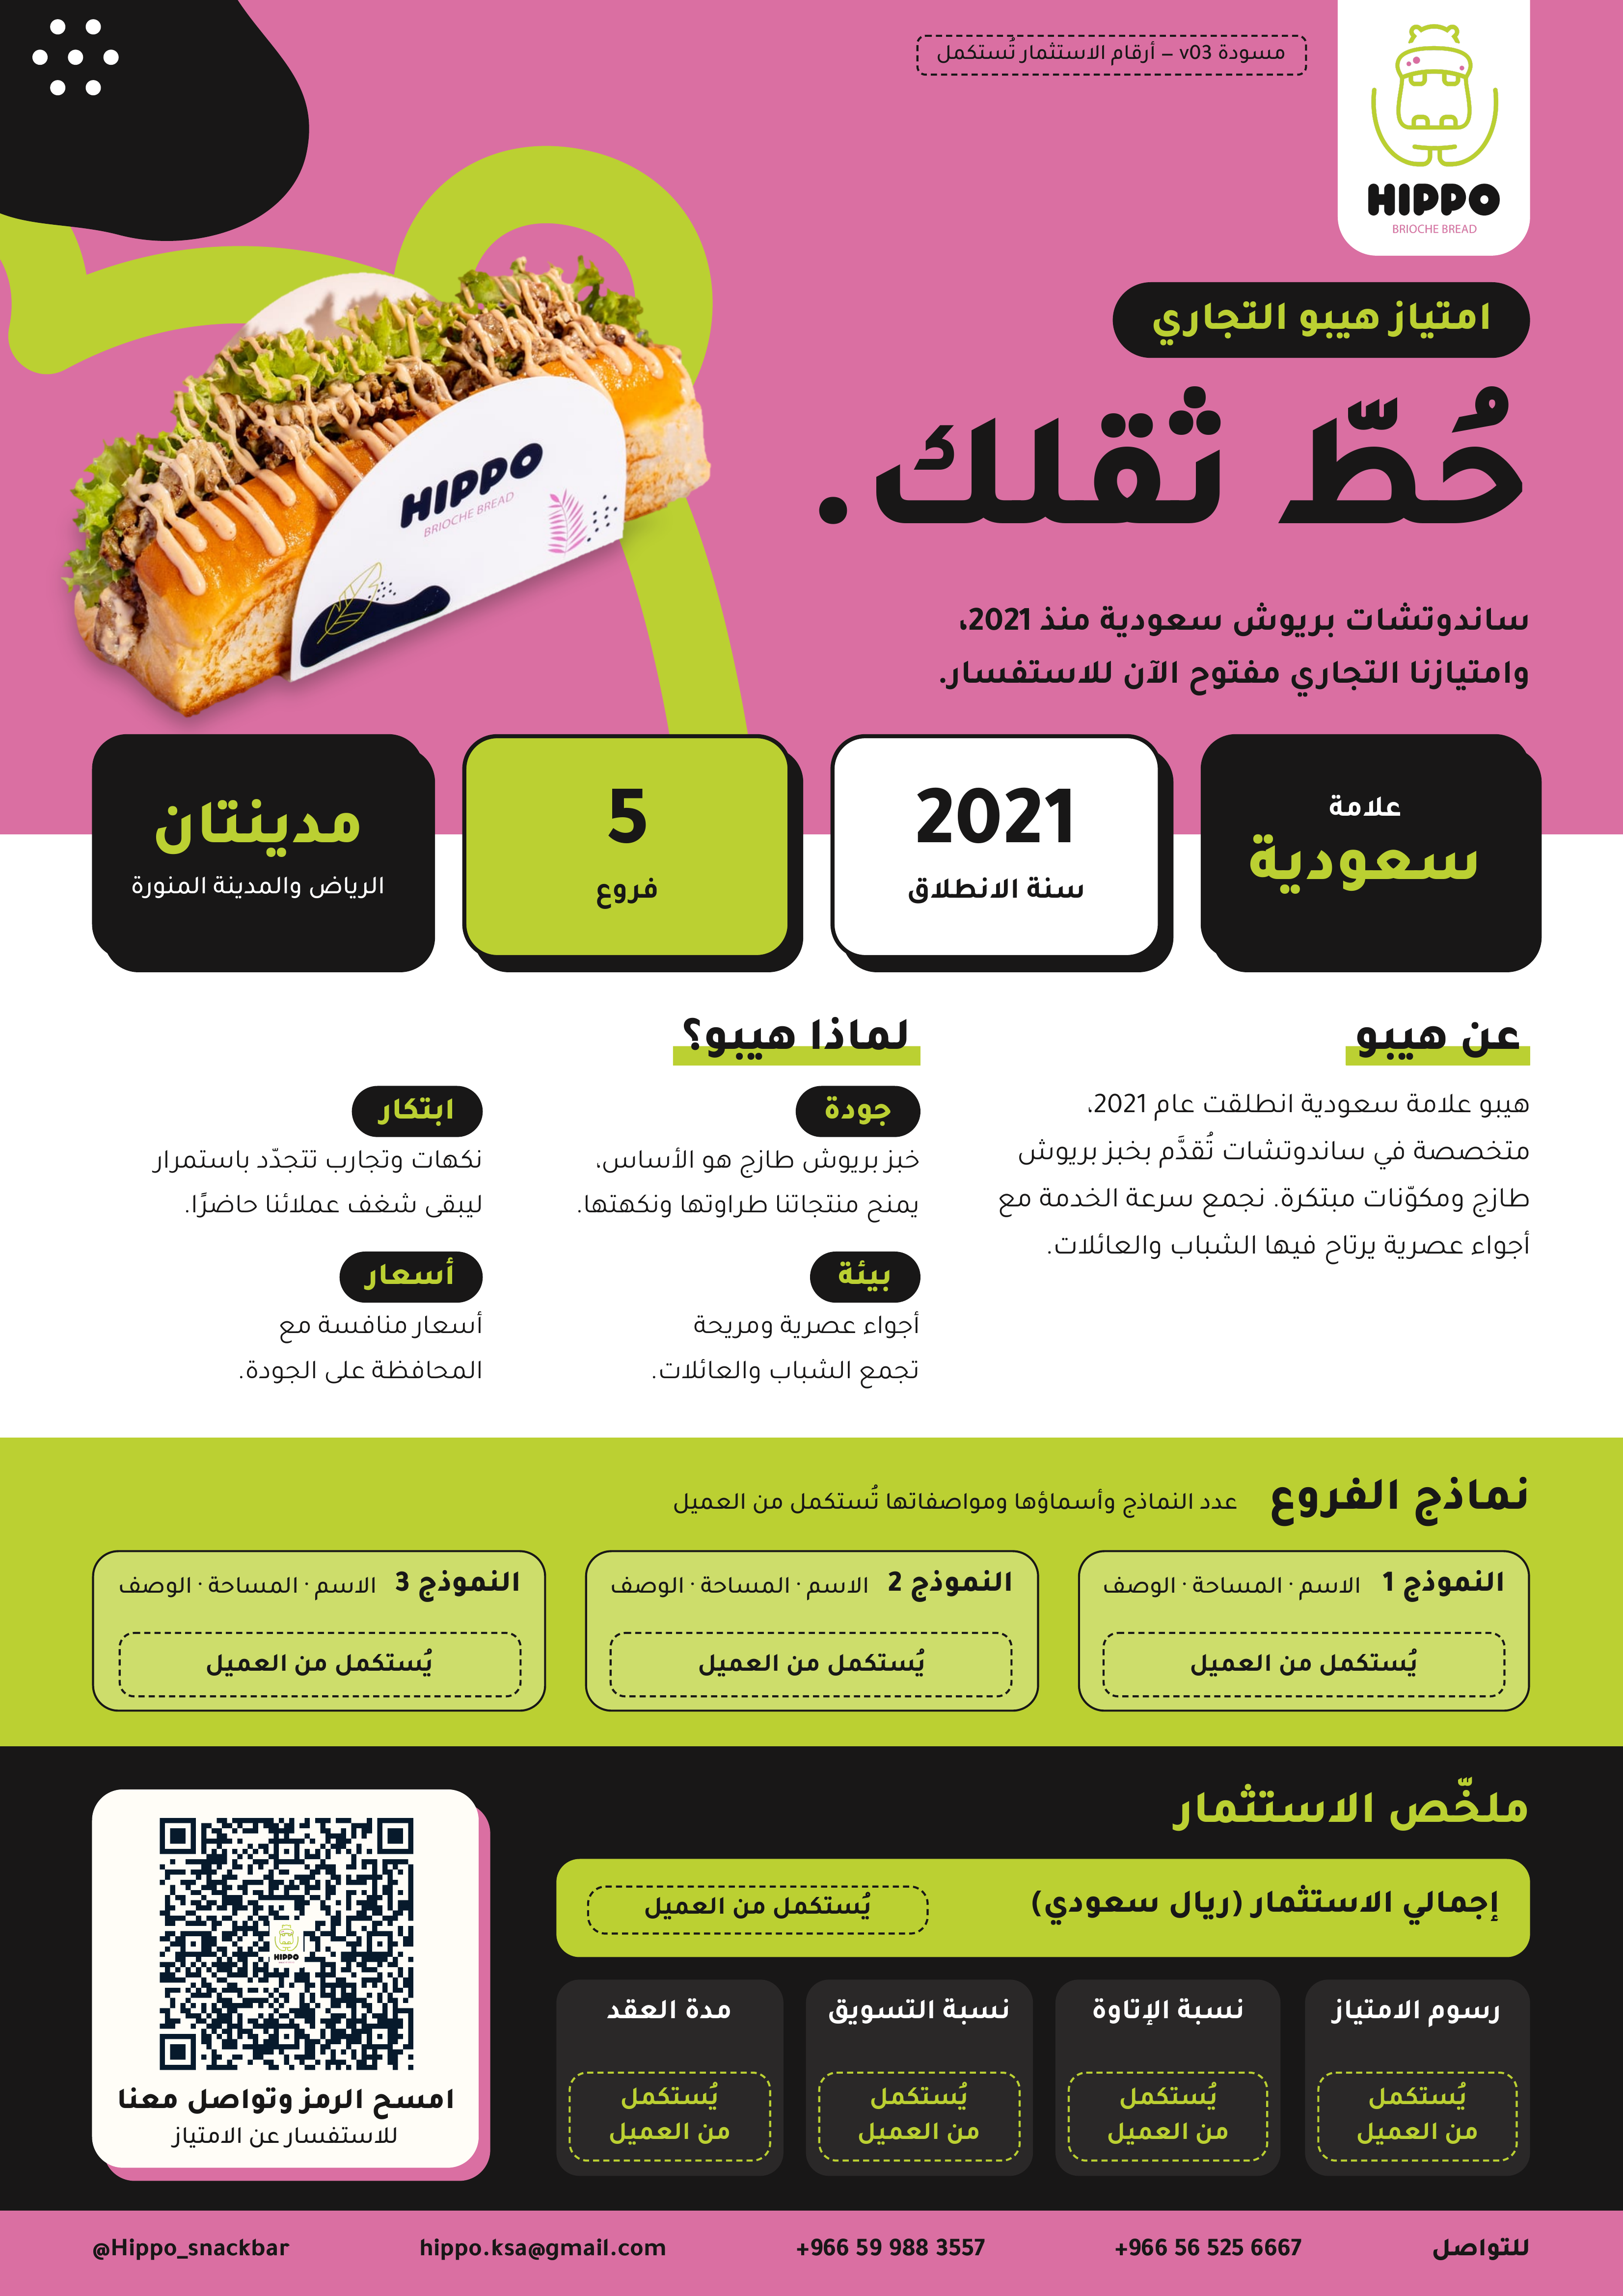 مسودة v03 – أرقام الاستثمار تُستكمل
HIPPO
BRIOCHE BREAD
امتياز هيبو التجاري
حُطّ ثقلك.
HIPPO
BRIOCHE BREAD
ساندوتشات بريوش سعودية منذ 2021،
وامتيازنا التجاري مفتوح الآن للاستفسار.
علامة
سعودية
2021
سنة الانطلاق
5
فروع
مدينتان
الرياض والمدينة المنورة
عن هيبو
هيبو علامة سعودية انطلقت عام 2021،
متخصصة في ساندوتشات تُقدَّم بخبز بريوش
طازج ومكوّنات مبتكرة. نجمع سرعة الخدمة مع
أجواء عصرية يرتاح فيها الشباب والعائلات.
لماذا هيبو؟
جودة
خبز بريوش طازج هو الأساس،
يمنح منتجاتنا طراوتها ونكهتها.
ابتكار
نكهات وتجارب تتجدّد باستمرار
ليبقى شغف عملائنا حاضرًا.
بيئة
أجواء عصرية ومريحة
تجمع الشباب والعائلات.
أسعار
أسعار منافسة مع
المحافظة على الجودة.
نماذج الفروع
عدد النماذج وأسماؤها ومواصفاتها تُستكمل من العميل
النموذج 1 الاسم · المساحة · الوصف
يُستكمل من العميل
النموذج 2 الاسم · المساحة · الوصف
يُستكمل من العميل
النموذج 3 الاسم · المساحة · الوصف
يُستكمل من العميل
ملخّص الاستثمار
إجمالي الاستثمار (ريال سعودي)
يُستكمل من العميل
رسوم الامتياز
يُستكمل
من العميل
نسبة الإتاوة
يُستكمل
من العميل
نسبة التسويق
يُستكمل
من العميل
مدة العقد
يُستكمل
من العميل
HIPPO
امسح الرمز وتواصل معنا
للاستفسار عن الامتياز
للتواصل
+966 56 525 6667
+966 59 988 3557
hippo.ksa@gmail.com
@Hippo_snackbar